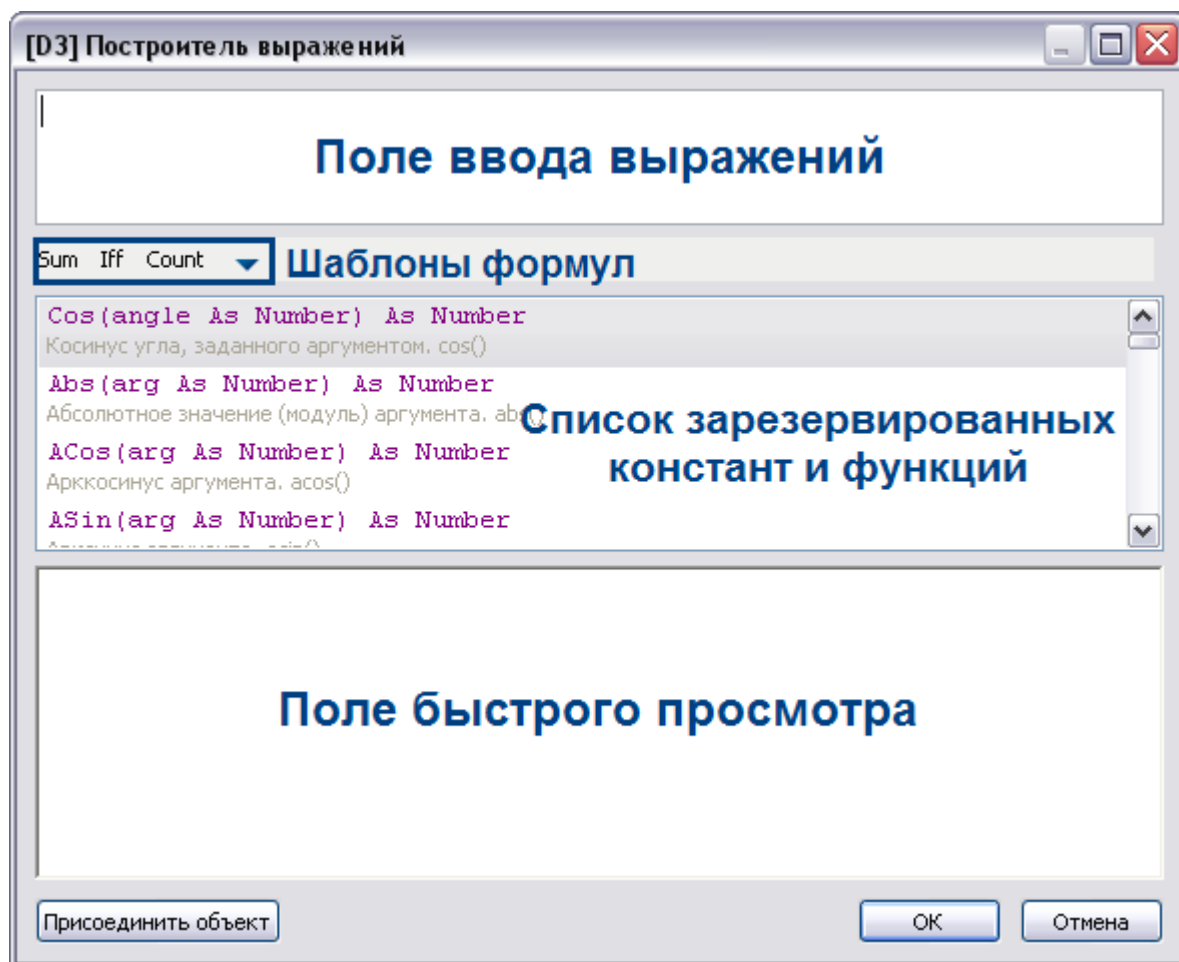 [D3] Построитель выражений
Поле ввода выражений
Sum Iff Count Шаблоны формул
Cos(angle As Number) As Number
Косинус угла, заданного аргументом. cos()
Abs(arg As Number) As Number
Абсолютное значение (модуль) аргумента. abs()
Список зарезервированных
ACos(arg As Number) As Number
констант и функций
Арккосинус аргумента. acos()
ASin(arg As Number) As Number
Поле быстрого просмотра
Присоединить объект
OK
Отмена